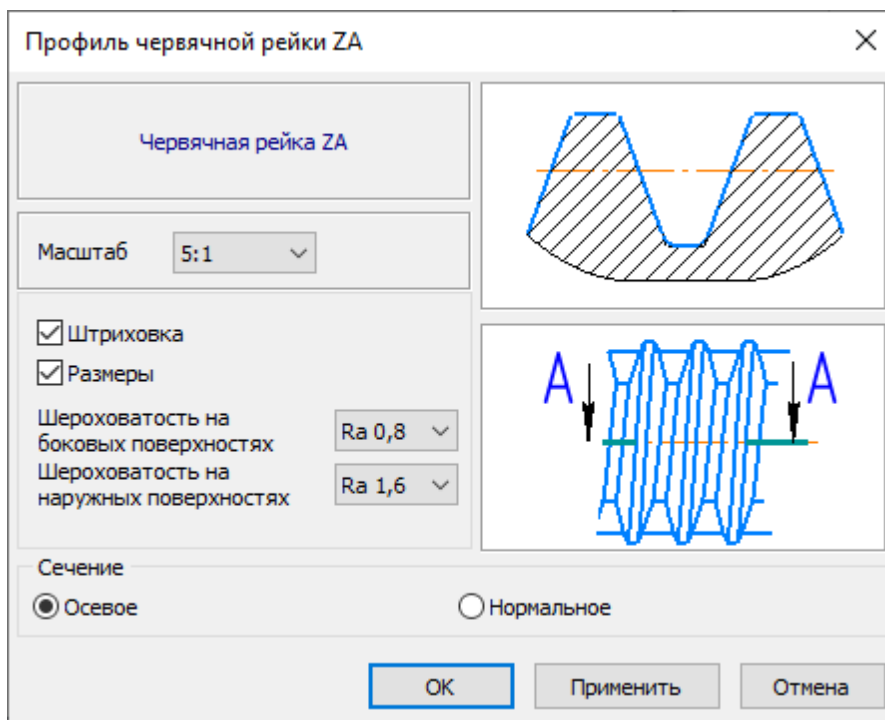 Профиль червячной рейки ZA
Червячная рейка ZA
Масштаб
5:1
Штриховка
Размеры
Шероховатость на
боковых поверхностях
Ra 0,8
Шероховатость на
наружных поверхностях
Ra 1,6
A A
Сечение
Осевое
Нормальное
ОК
Применить
Отмена